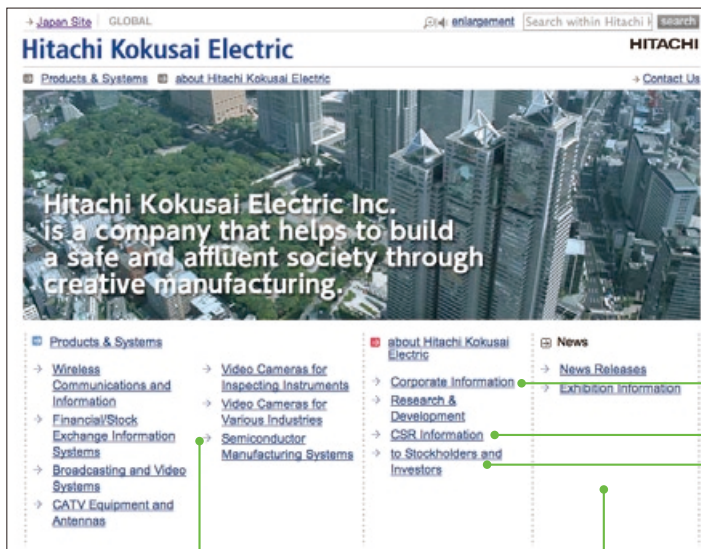 Japan Site GLOBAL
enlargement Search within Hitachi search
Hitachi Kokusai Electric
HITACHI
Products & Systems about Hitachi Kokusai Electric
Contact Us
Hitachi Kokusai Electric Inc.
is a company that helps to build
a safe and affluent society through
creative manufacturing.
Products & Systems
Wireless
Communications and
Information
Financial/Stock
Exchange Information
Systems
Broadcasting and Video
Systems
CATV Equipment and
Antennas
Video Cameras for
Inspecting Instruments
Video Cameras for
Various Industries
Semiconductor
Manufacturing Systems
about Hitachi Kokusai
Electric
Corporate Information
Research &
Development
CSR Information
to Stockholders and
Investors
News
News Releases
Exhibition Information